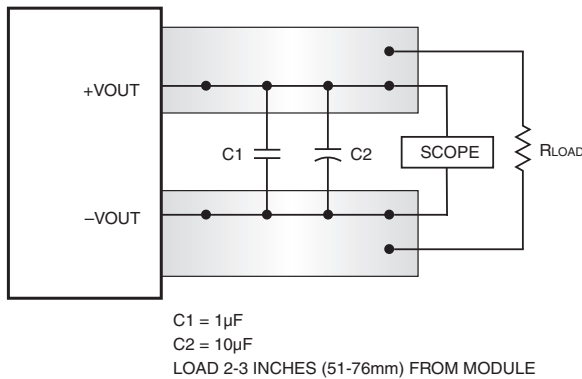 +VOUT
C1
C2
SCOPE
RLOAD
–VOUT
C1 = 1µF
C2 = 10µF
LOAD 2-3 INCHES (51-76mm) FROM MODULE